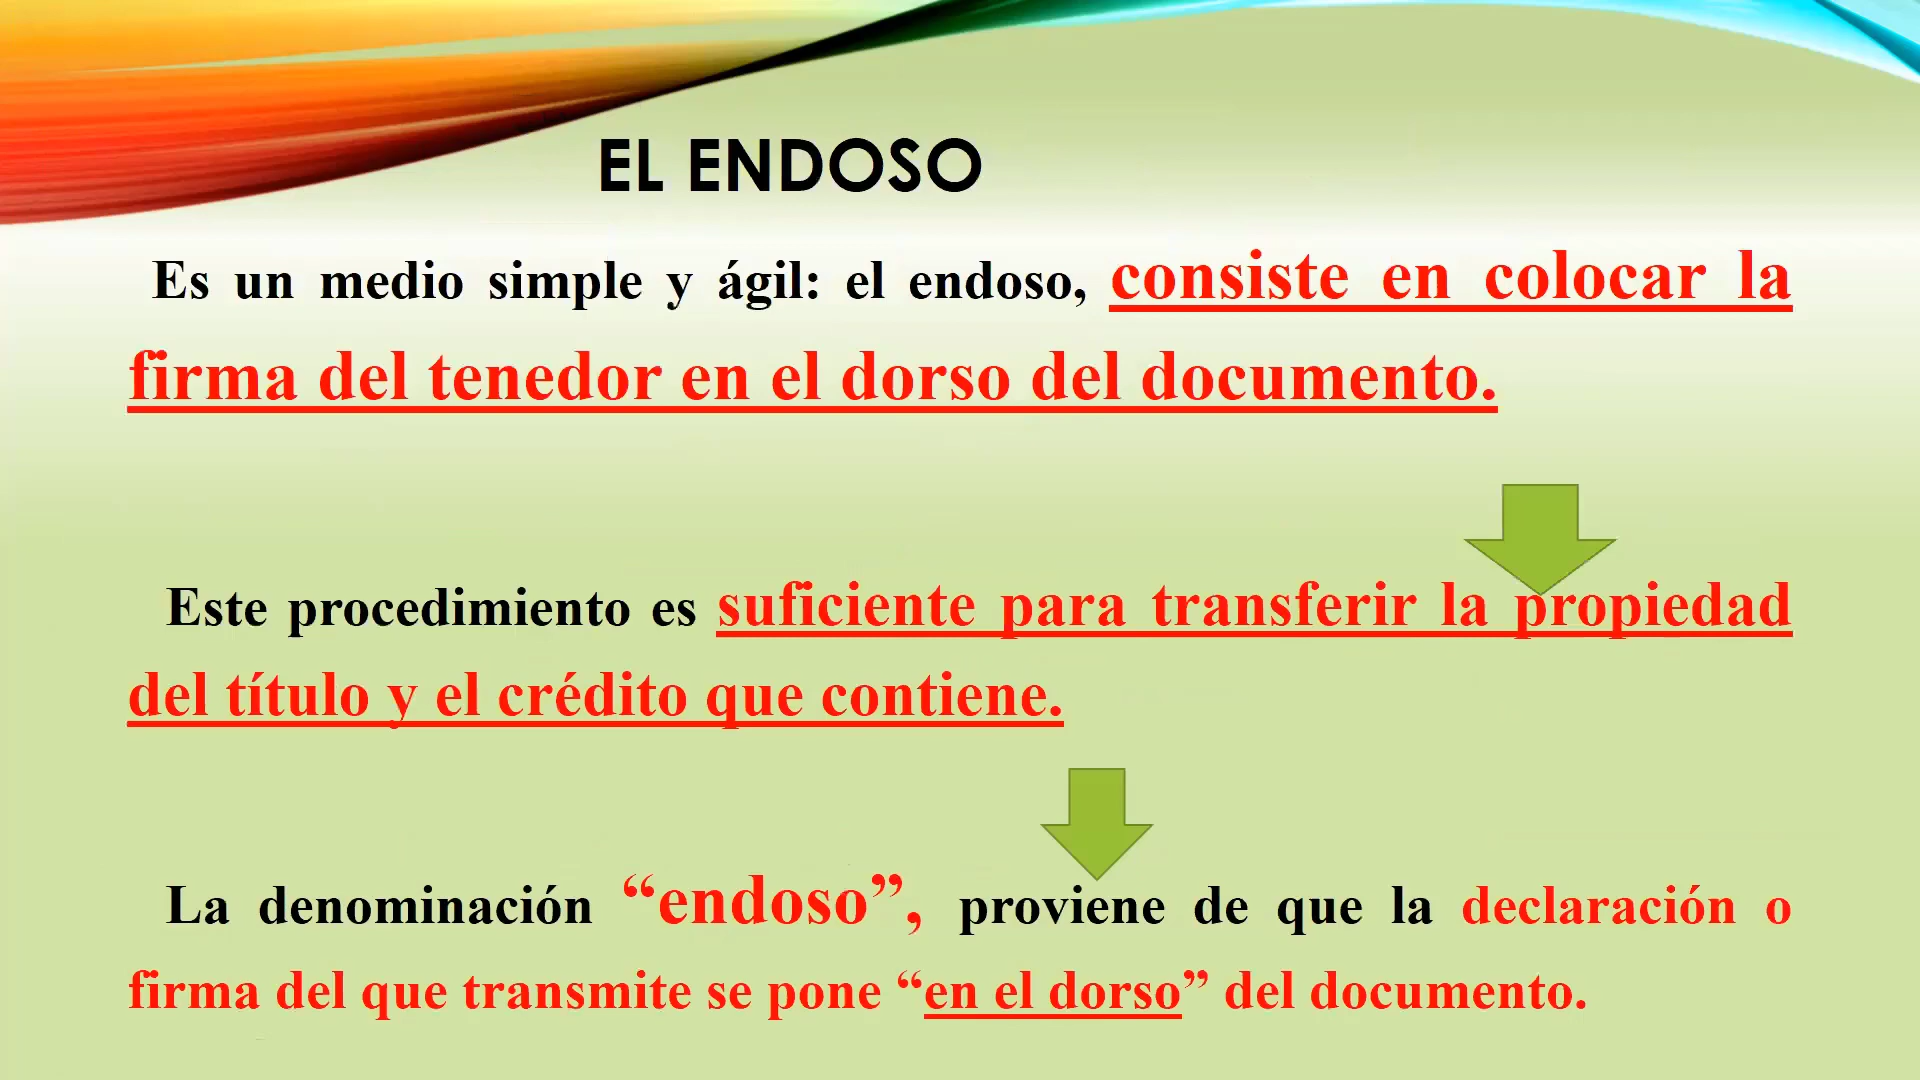 EL ENDOSO
Es un medio simple y ágil: el endoso, consiste en colocar la
firma del tenedor en el dorso del documento.
Este procedimiento es suficiente para transferir la propiedad
del título y el crédito que contiene.
La denominación “endoso”, proviene de que la declaración o
firma del que transmite se pone “en el dorso” del documento.